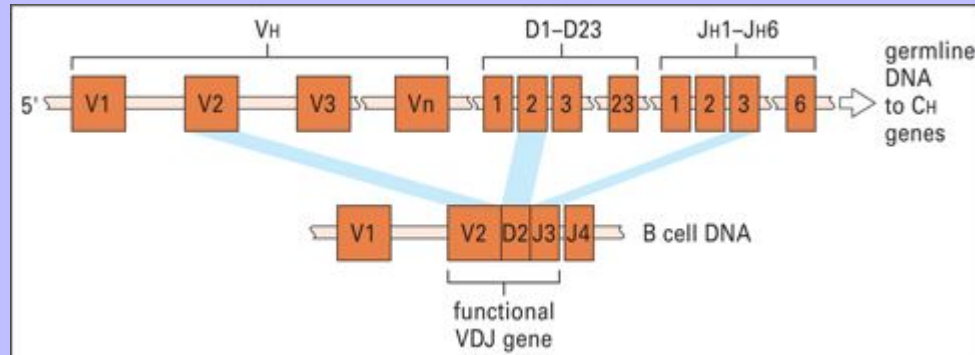 VH D1–D23 JH1–JH6
5' V1 V2 V3 Vn 1 2 3 23 1 2 3 6
germline
DNA
to CH
genes
V1 V2 D2 J3 J4 B cell DNA
functional
VDJ gene